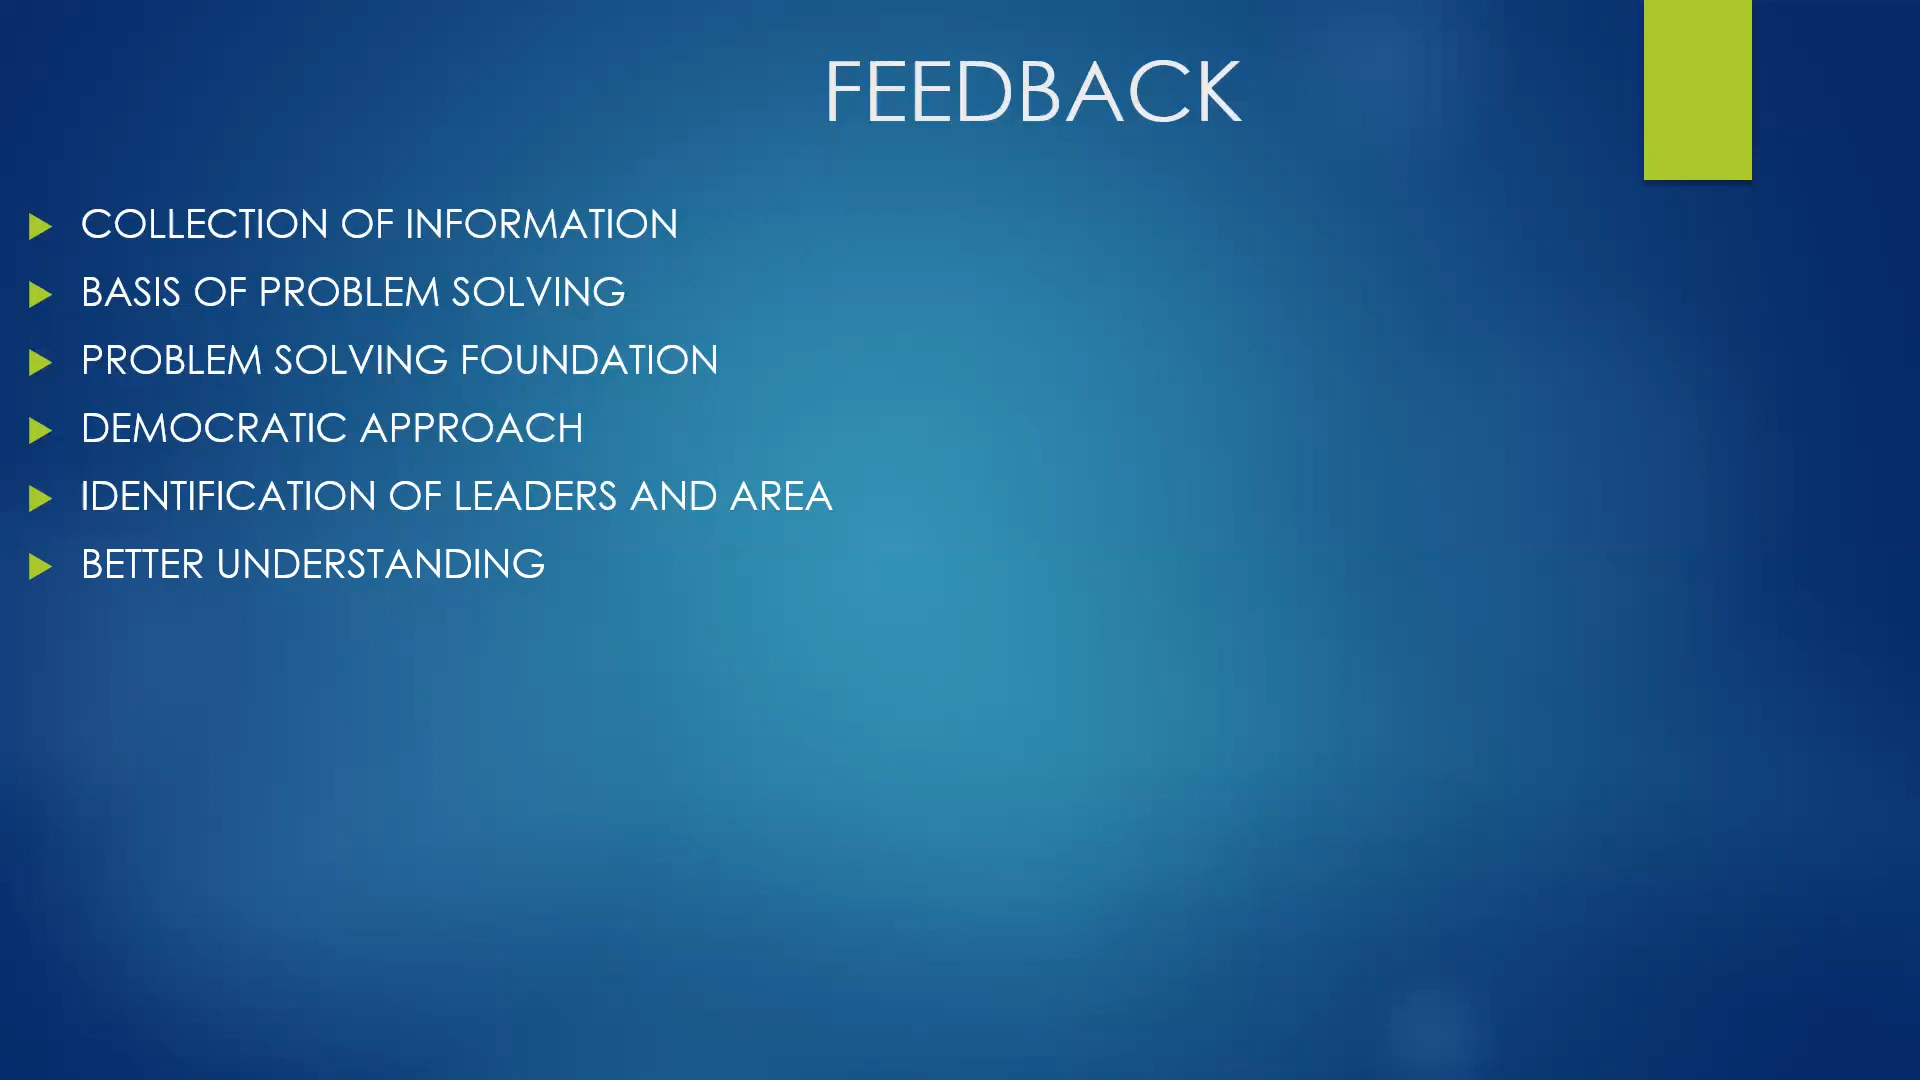 FEEDBACK
COLLECTION OF INFORMATION
BASIS OF PROBLEM SOLVING
PROBLEM SOLVING FOUNDATION
DEMOCRATIC APPROACH
IDENTIFICATION OF LEADERS AND AREA
BETTER UNDERSTANDING